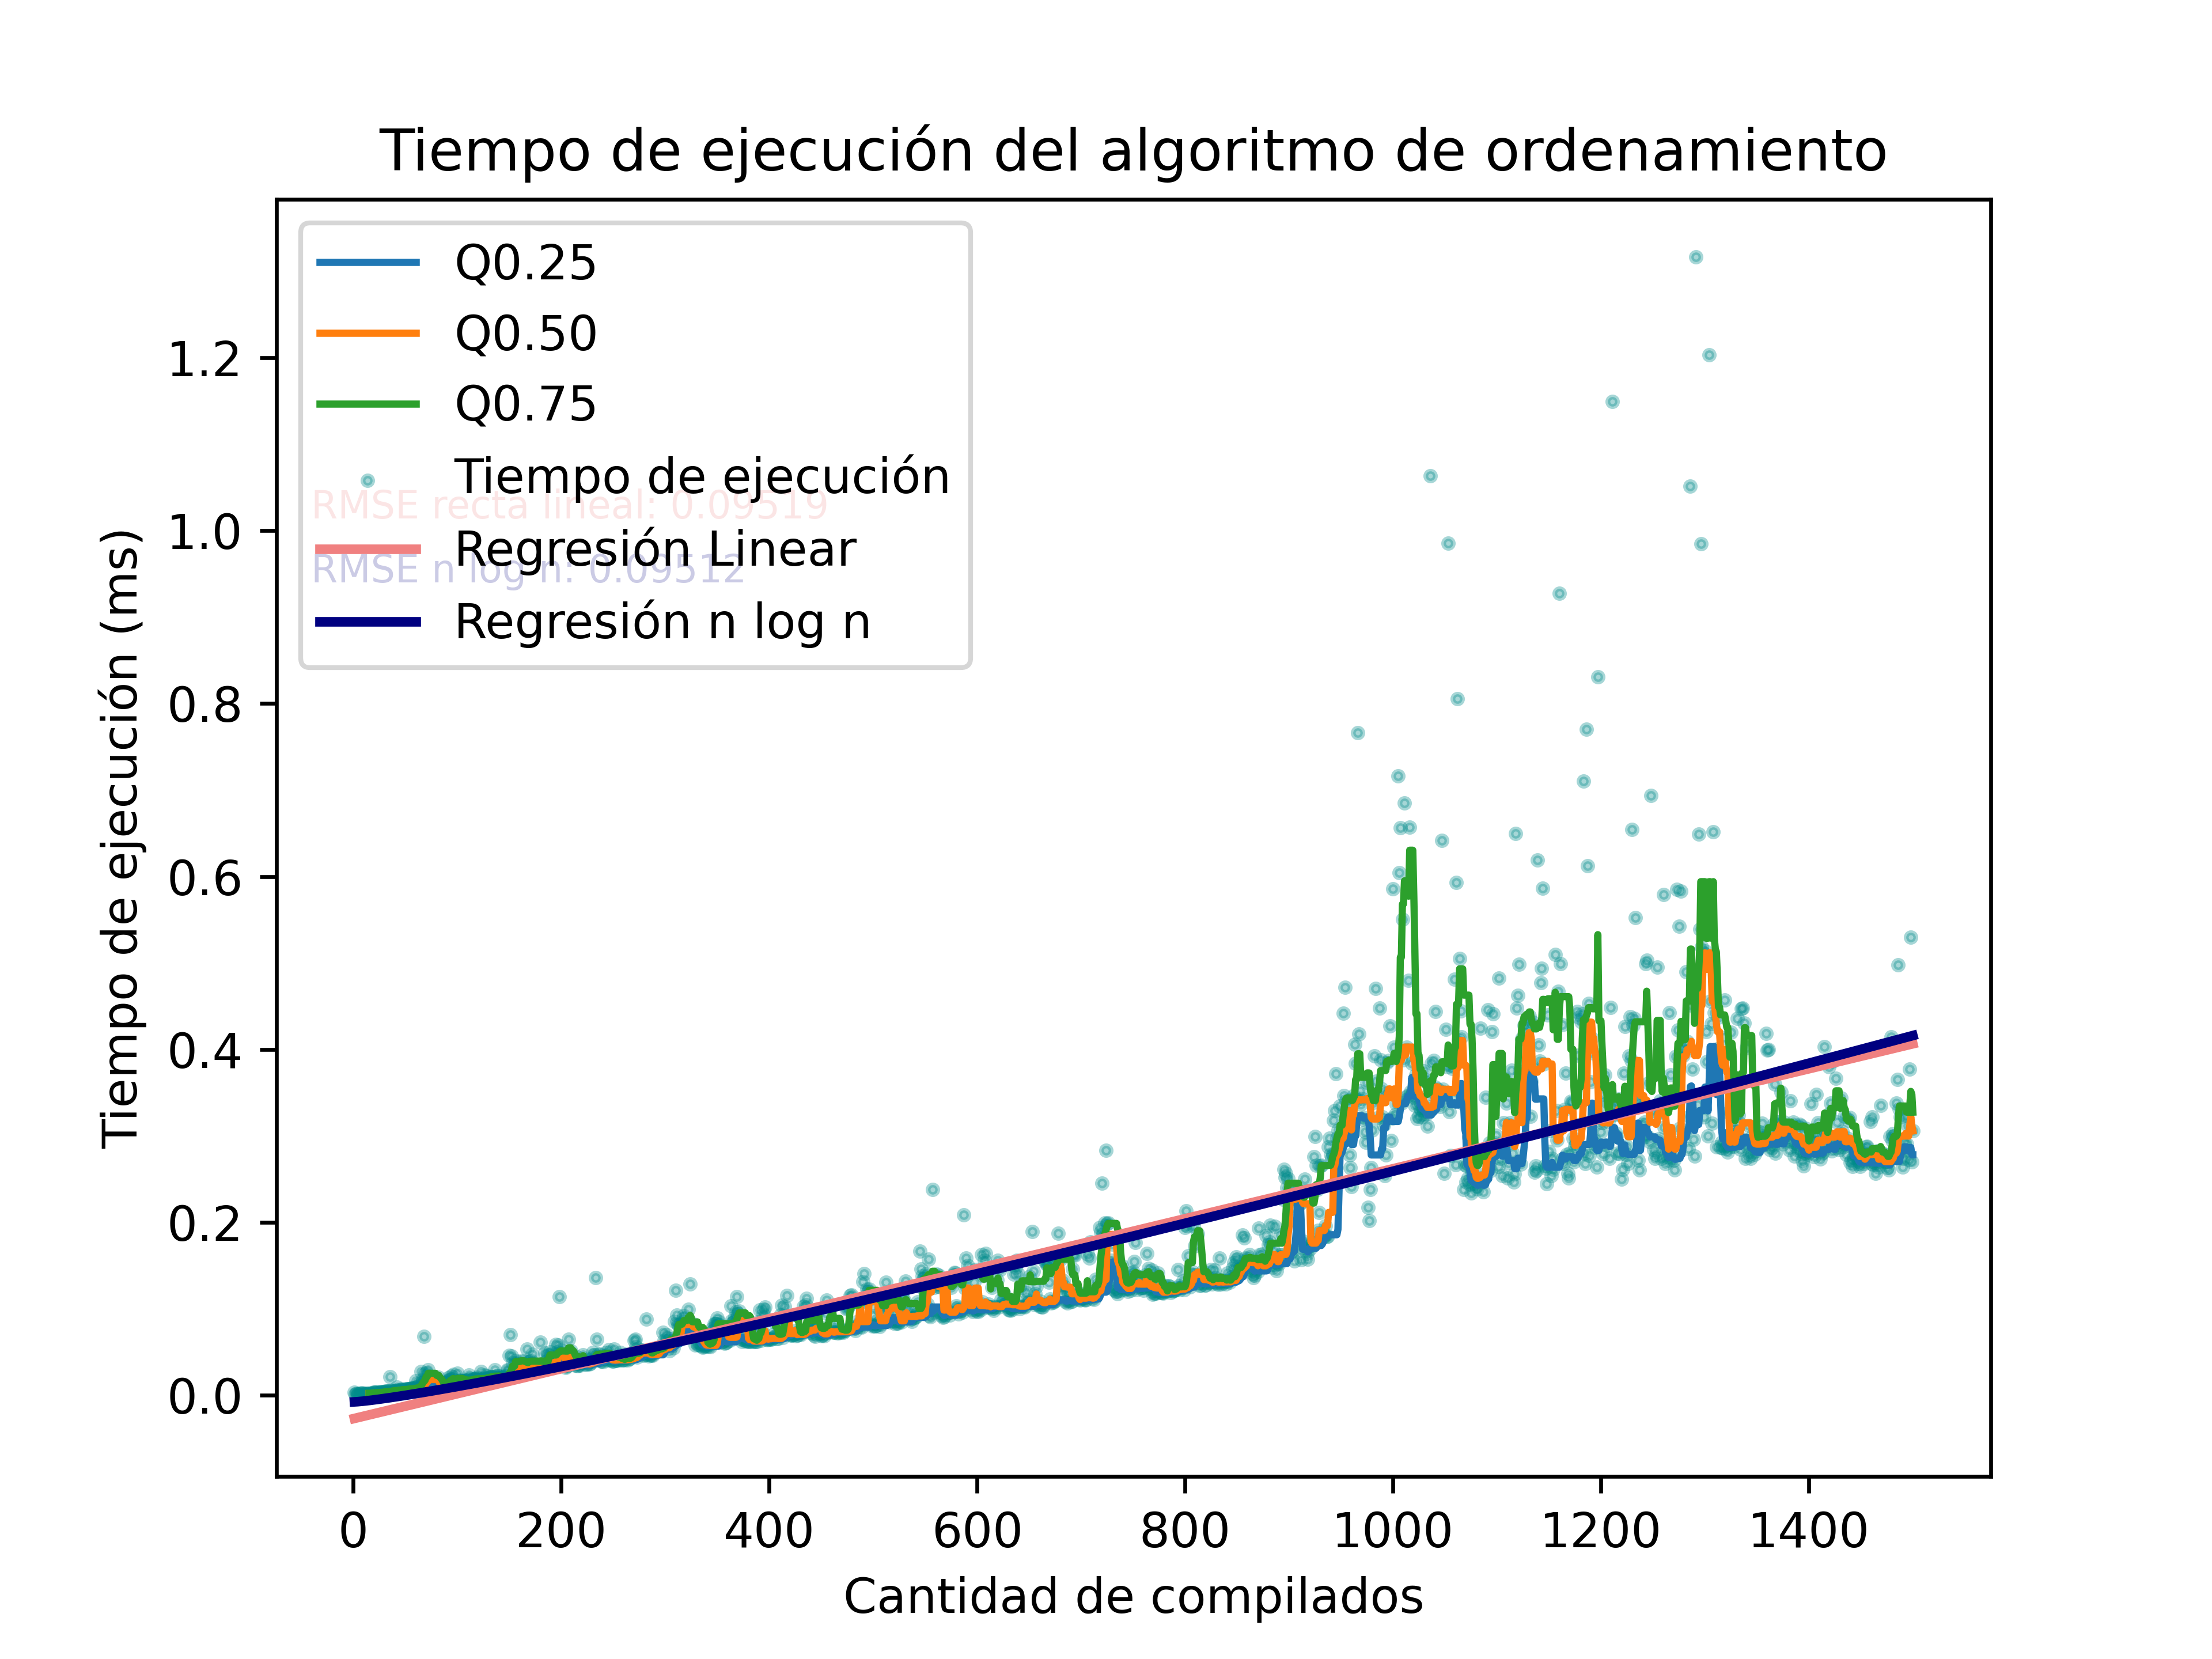 Tiempo de ejecución del algoritmo de ordenamiento
Q0.25
Q0.50
Q0.75
Tiempo de ejecución
RMSE recta lineal: 0.09519
Regresión Linear
RMSE n log n: 0.09512
Regresión n log n
Tiempo de ejecución (ms)
1.2
1.0
0.8
0.6
0.4
0.2
0.0
0 200 400 600 800 1000 1200 1400
Cantidad de compilados